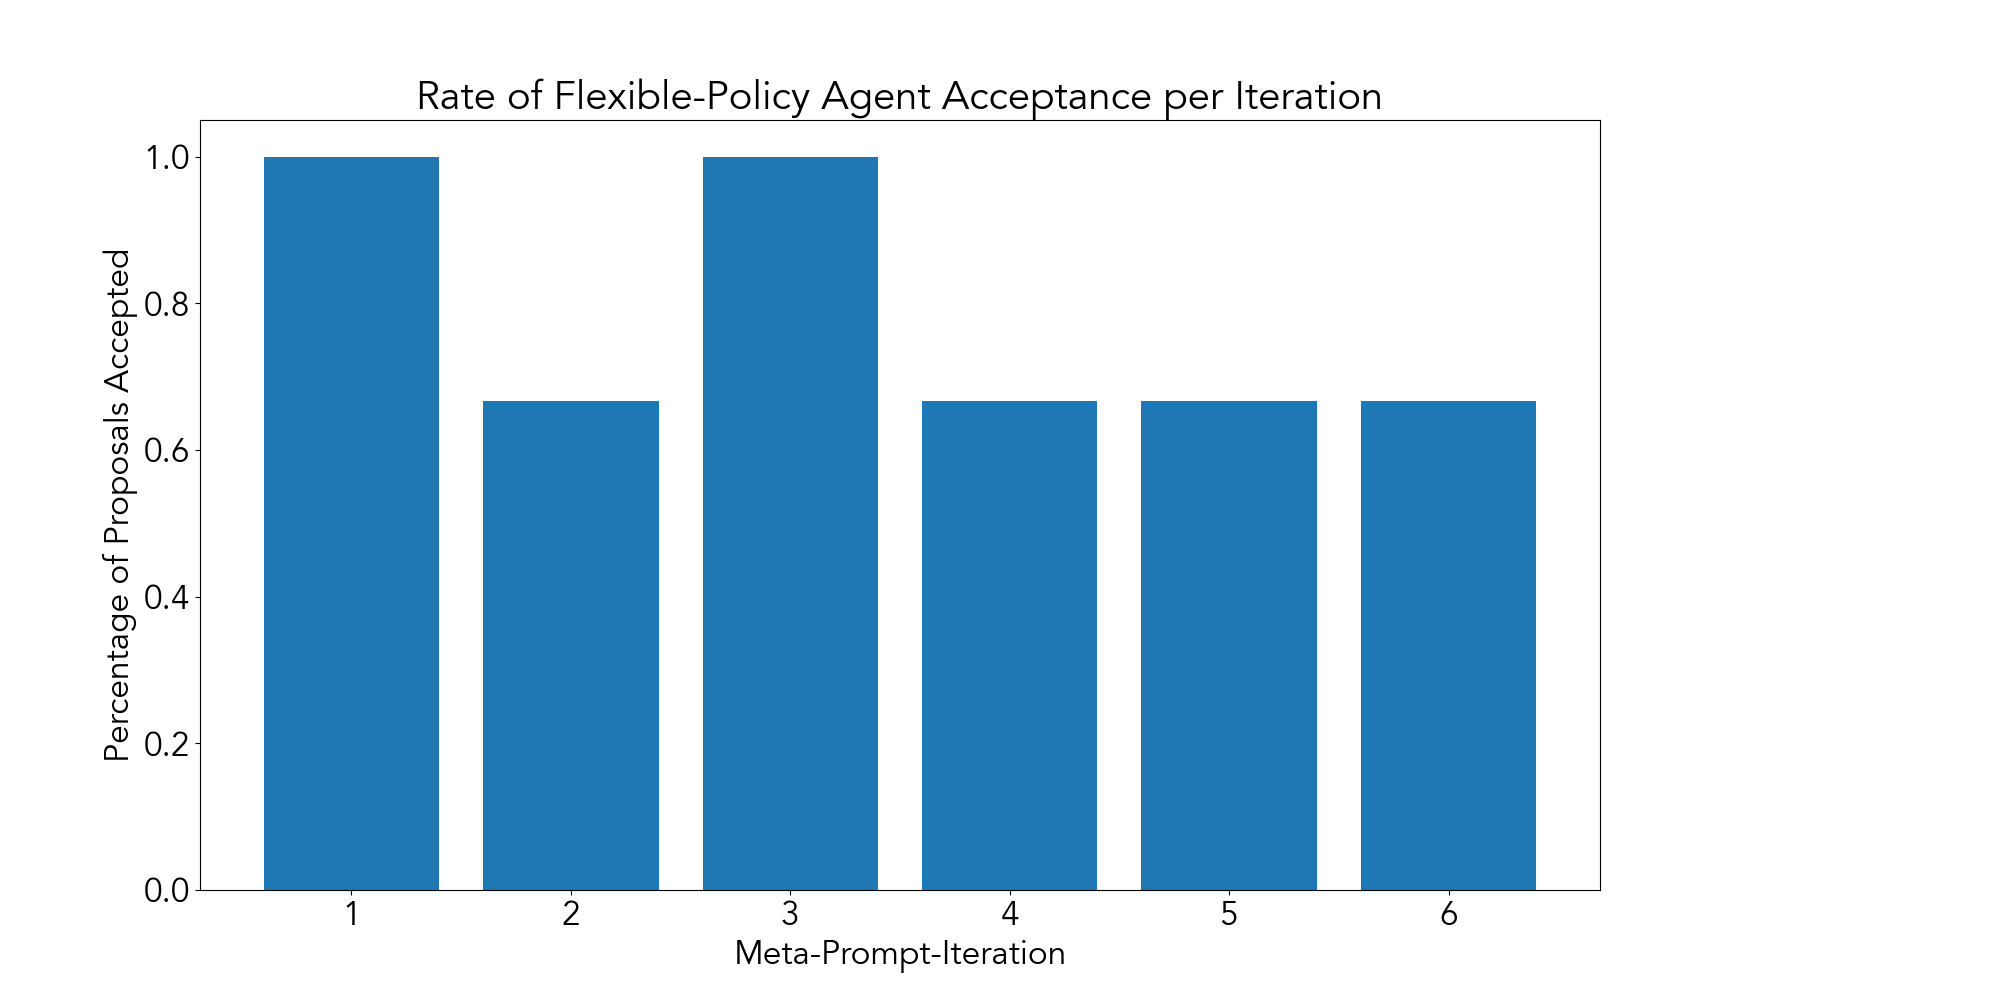 Rate of Flexible-Policy Agent Acceptance per Iteration
Percentage of Proposals Accepted
1.0
0.8
0.6
0.4
0.2
0.0
1 2 3 4 5 6
Meta-Prompt-Iteration